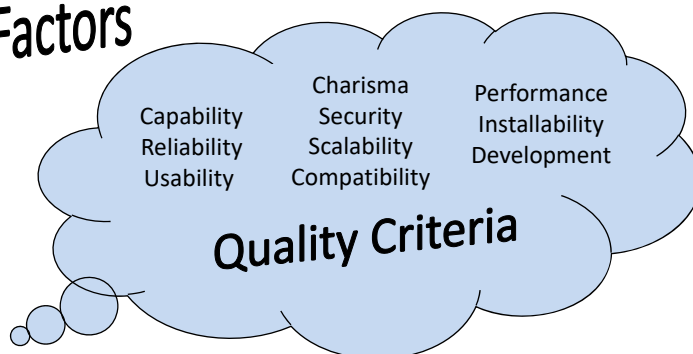 Factors
Capability
Reliability
Usability
Charisma
Security
Scalability
Compatibility
Performance
Installability
Development
Quality Criteria